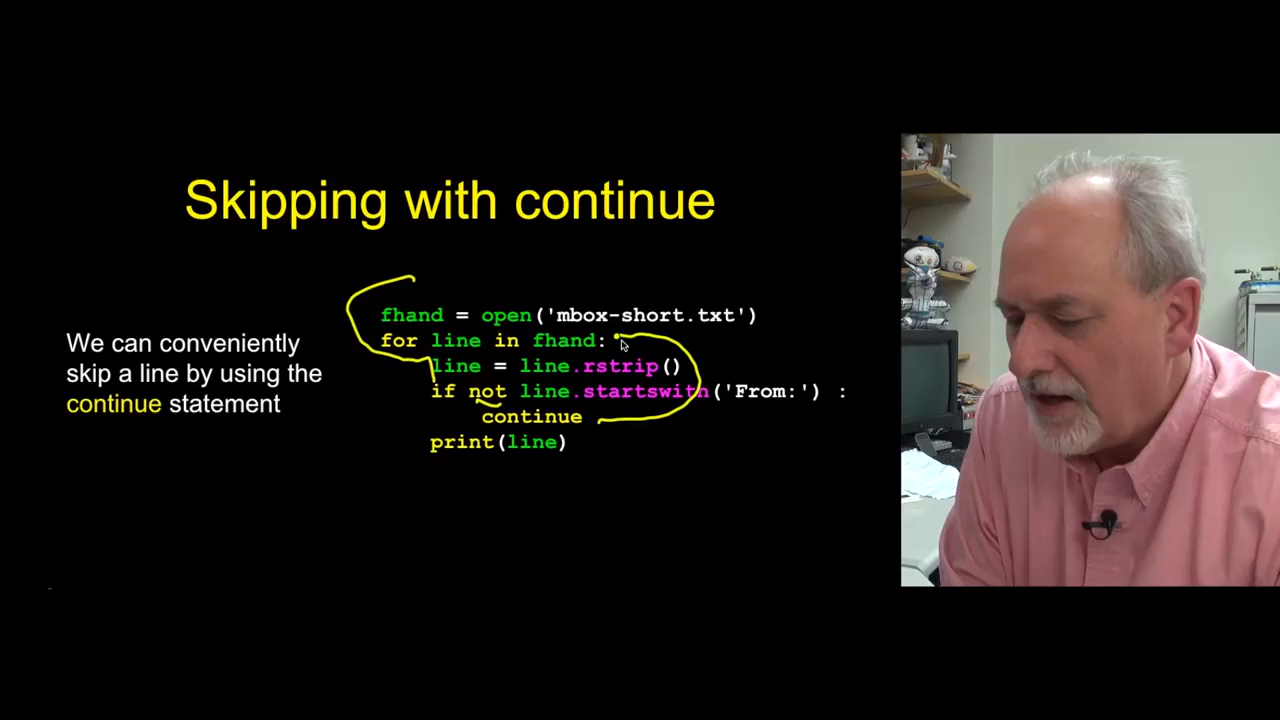 Skipping with continue
We can conveniently
skip a line by using the
continue statement
fhand = open('mbox-short.txt')
for line in fhand:
line = line.rstrip()
if not line.startswith('From:') :
continue
print(line)